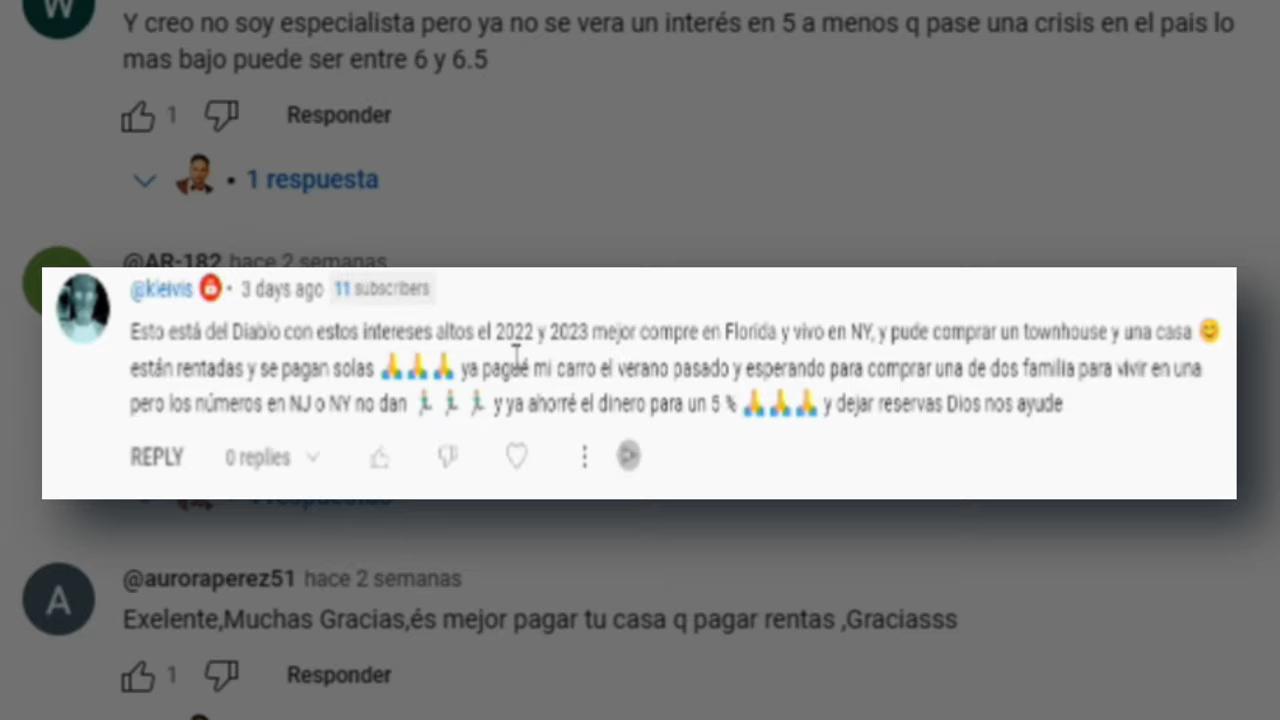 W
Y creo no soy especialista pero ya no se vera un interés en 5 a menos q pase una crisis en el pais lo
mas bajo puede ser entre 6 y 6.5
1
Responder
• 1 respuesta
@AR-182 hace 2 semanas
@kleivis • 3 days ago 11 subscribers
Esto está del Diablo con estos intereses altos el 2022 y 2023 mejor compre en Florida y vivo en NY, y pude comprar un townhouse y una casa 😊
están rentadas y se pagan solas 🙏🙏🙏 ya pagué mi carro el verano pasado y esperando para comprar una de dos familia para vivir en una
pero los números en NJ o NY no dan 🏃🏃🏃 y ya ahorré el dinero para un 5 % 🙏🙏🙏 y dejar reservas Dios nos ayude
REPLY 0 replies
A
@auroraperez51 hace 2 semanas
Exelente,Muchas Gracias,és mejor pagar tu casa q pagar rentas ,Graciasss
1
Responder